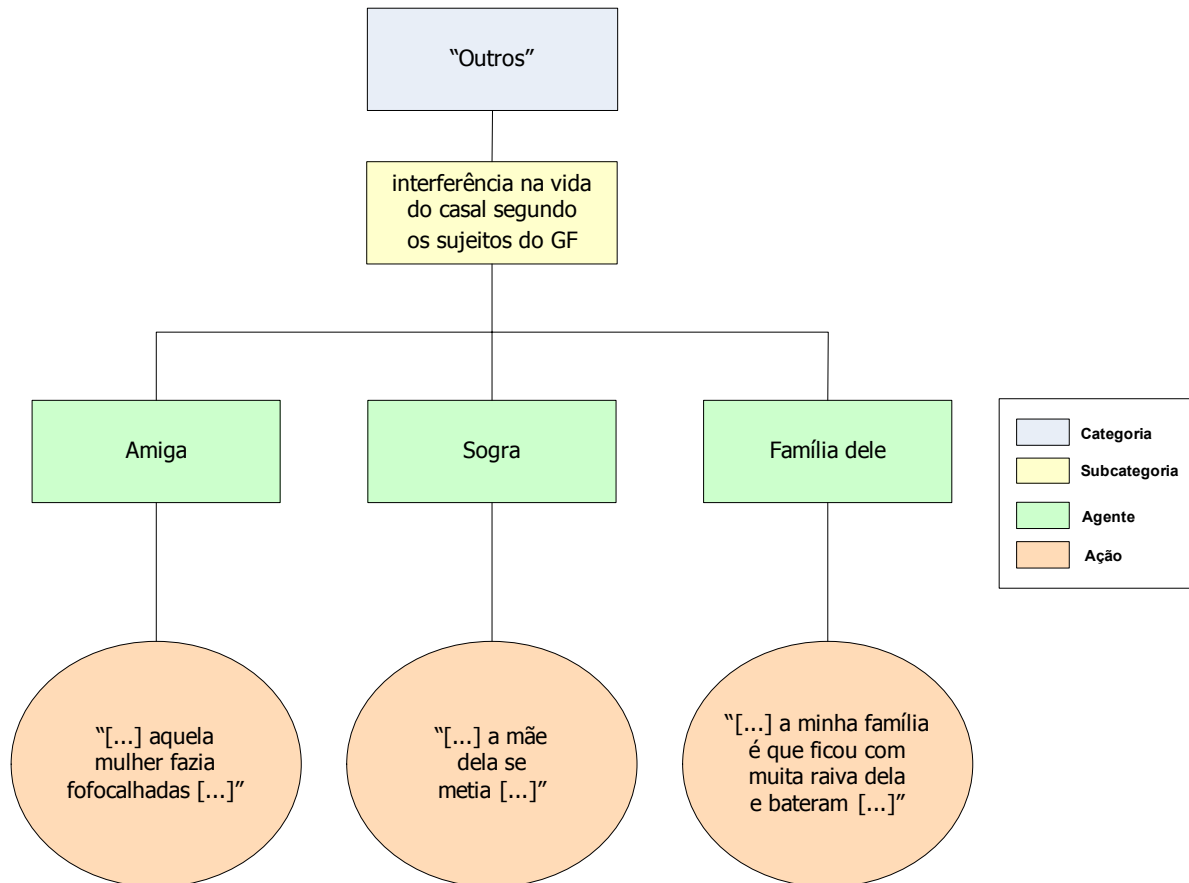 “Outros”
interferência na vida
do casal segundo
os sujeitos do GF
Amiga
Sogra
Família dele
Categoria
Subcategoria
Agente
Ação
“[...] aquela
mulher fazia
fofocalhadas [...]”
“[...] a mãe
dela se
metia [...]”
“[...] a minha família
é que ficou com
muita raiva dela
e bateram [...]”